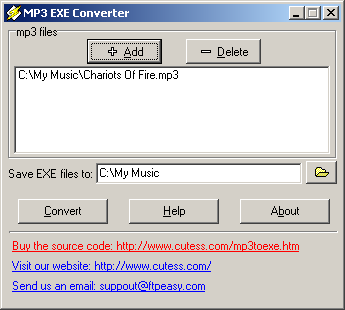 MP3 EXE Converter
mp3 files
Add
Delete
C:\My Music\Chariots Of Fire.mp3
Save EXE files to: C:\My Music
Convert Help About
Buy the source code: http://www.cutess.com/mp3toexe.htm
Visit our website: http://www.cutess.com/
Send us an email: suppout@ftpeasy.com